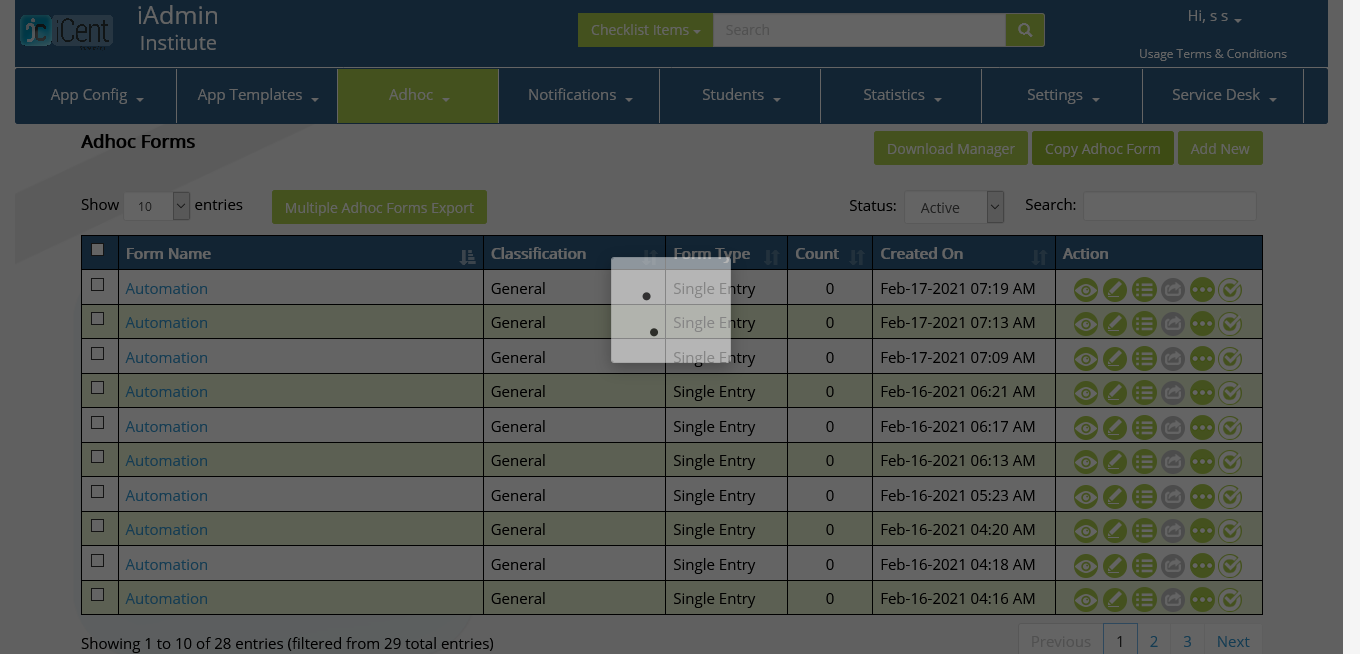 iCent
iAdmin
Institute
Checklist Items
Search
Hi, s s
Usage Terms & Conditions
App Config
App Templates
Adhoc
Notifications
Students
Statistics
Settings
Service Desk
Adhoc Forms
Download Manager
Copy Adhoc Form
Add New
Show 10 entries
Multiple Adhoc Forms Export
Status: Active
Search:
Form Name Classification Form Type Count Created On Action
Automation General Single Entry 0 Feb-17-2021 07:19 AM
Automation General Single Entry 0 Feb-17-2021 07:13 AM
Automation General Single Entry 0 Feb-17-2021 07:09 AM
Automation General Single Entry 0 Feb-16-2021 06:21 AM
Automation General Single Entry 0 Feb-16-2021 06:17 AM
Automation General Single Entry 0 Feb-16-2021 06:13 AM
Automation General Single Entry 0 Feb-16-2021 05:23 AM
Automation General Single Entry 0 Feb-16-2021 04:20 AM
Automation General Single Entry 0 Feb-16-2021 04:18 AM
Automation General Single Entry 0 Feb-16-2021 04:16 AM
Showing 1 to 10 of 28 entries (filtered from 29 total entries)
Previous 1 2 3 Next